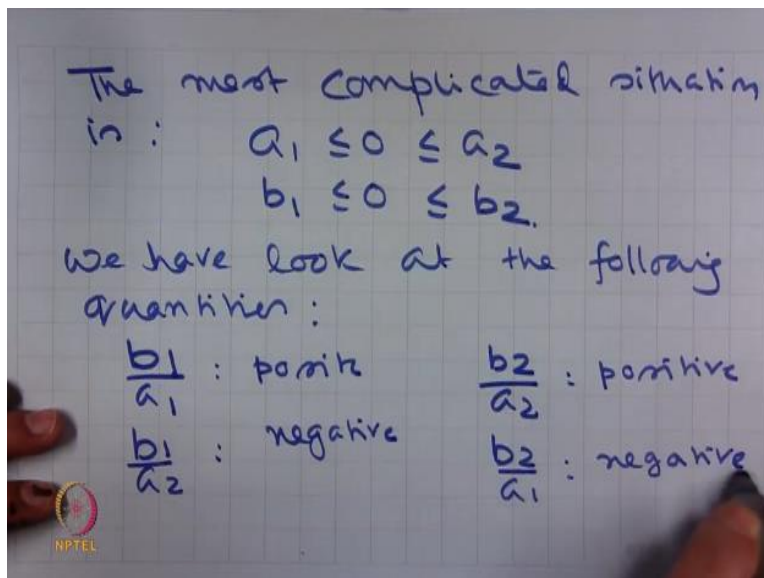 The most complicated situation
is :
a1 ≤ 0 ≤ a2
b1 ≤ 0 ≤ b2.
we have look at the following
quantities :
b1/a1 : positive b2/a2 : positive
b1/a2 : negative b2/a1 : negative
NPTEL